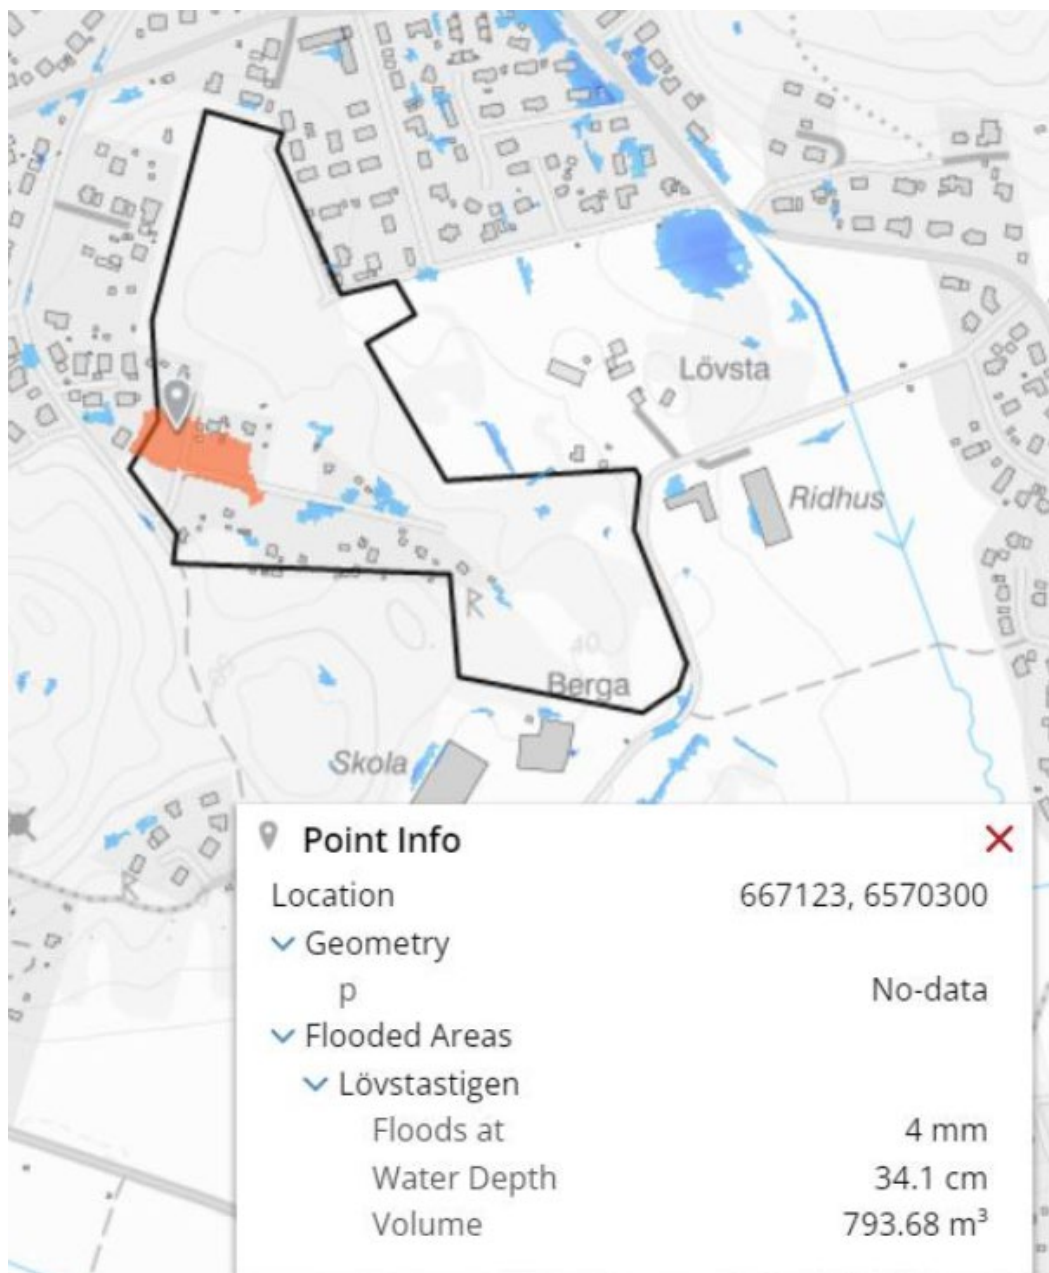 Lövsta
Ridhus
40
Berga
Skola
Point Info
Location 667123, 6570300
Geometry
p No-data
Flooded Areas
Lövstastigen
Floods at 4 mm
Water Depth 34.1 cm
Volume 793.68 m³